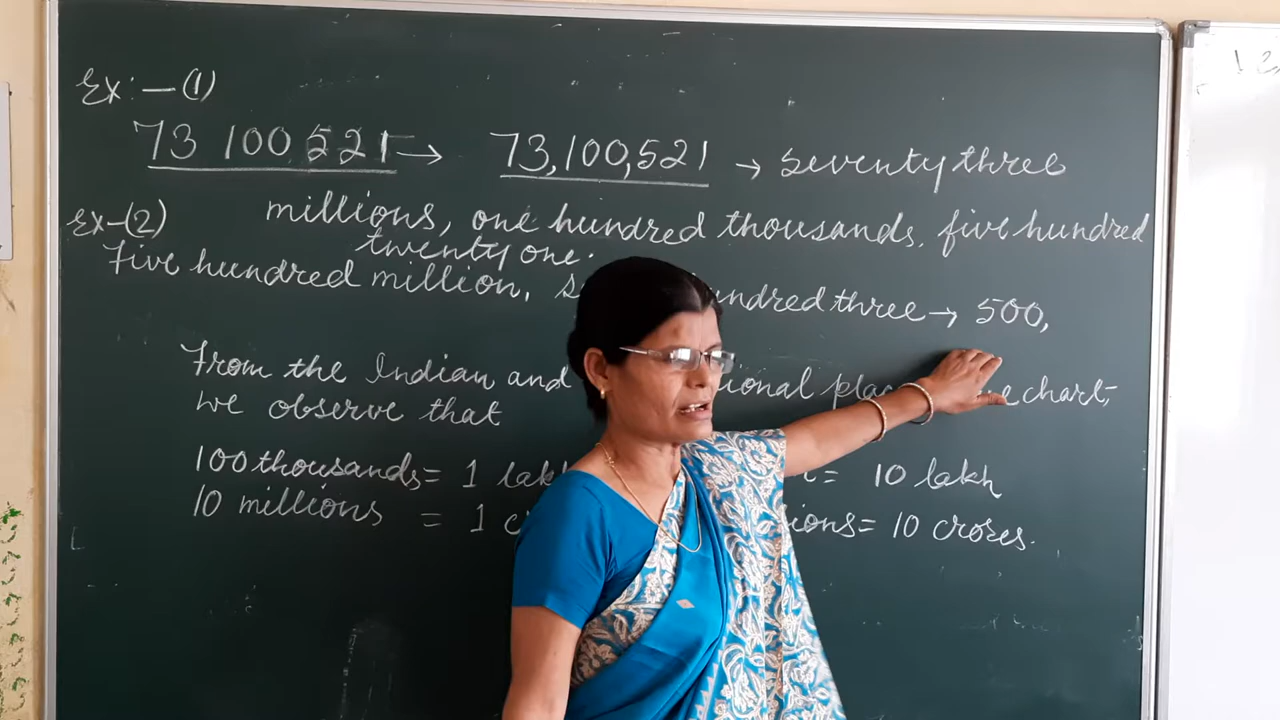 Ex:-(1)
73 100 521 → 73,100,521 → seventy three
millions, one hundred thousands, five hundred
twenty one.
Ex-(2)
Five hundred million, hundred three → 500,
From the Indian and chart,
we observe that
100 thousands = 1 lakh = 10 lakh
10 millions = 1 = 10 crores.